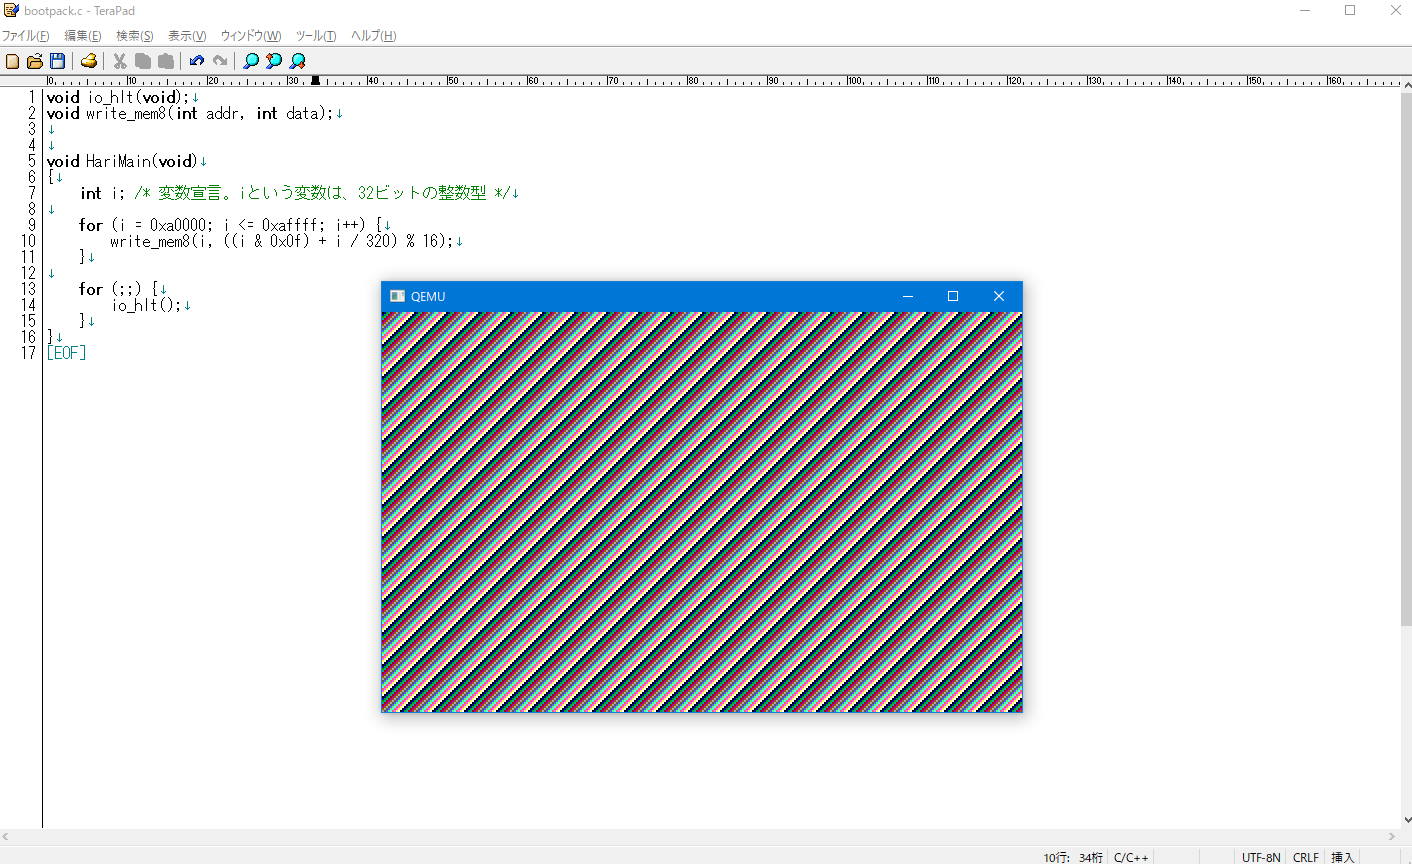 bootpack.c - TeraPad
ファイル(F) 編集(E) 検索(S) 表示(V) ウィンドウ(W) ツール(T) ヘルプ(H)
0 10 20 30 40 50 60 70 80 90 100 110 120 130 140 150 160
1 void io_hlt(void);↓
2 void write_mem8(int addr, int data);↓
3 ↓
4 ↓
5 void HariMain(void)↓
6 {↓
7 int i; /* 変数宣言。iという変数は、32ビットの整数型 */↓
8 ↓
9 for (i = 0xa0000; i <= 0xaffff; i++) {↓
10 write_mem8(i, ((i & 0x0f) + i / 320) % 16);↓
11 }↓
12 ↓
13 for (;;) {↓
14 io_hlt();↓
15 }↓
16 }↓
17 [EOF]
QEMU
10行: 34桁 C/C++ UTF-8N CRLF 挿入